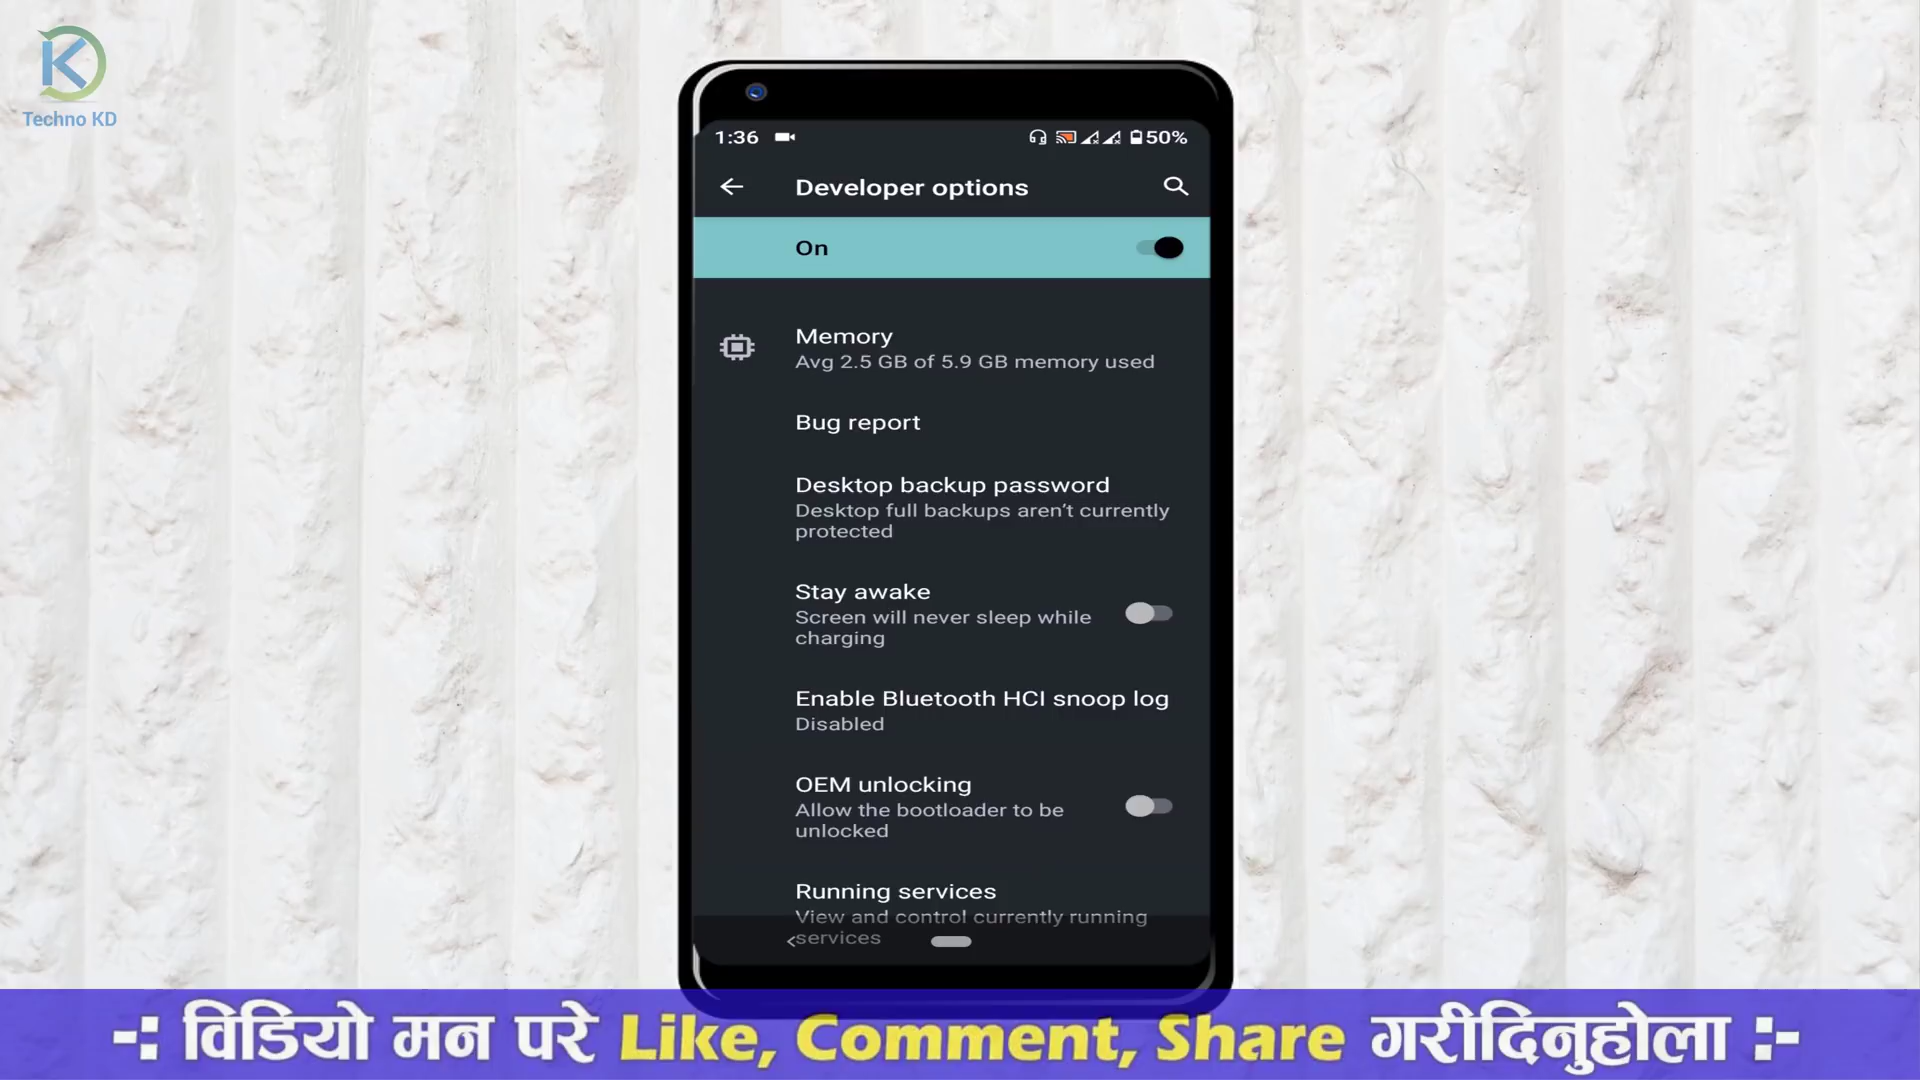 Techno KD
1:36
50%
Developer options
On
Memory
Avg 2.5 GB of 5.9 GB memory used
Bug report
Desktop backup password
Desktop full backups aren't currently
protected
Stay awake
Screen will never sleep while
charging
Enable Bluetooth HCI snoop log
Disabled
OEM unlocking
Allow the bootloader to be
unlocked
Running services
View and control currently running
services
-: विडियो मन परे Like, Comment, Share गरीदिनुहोला :-